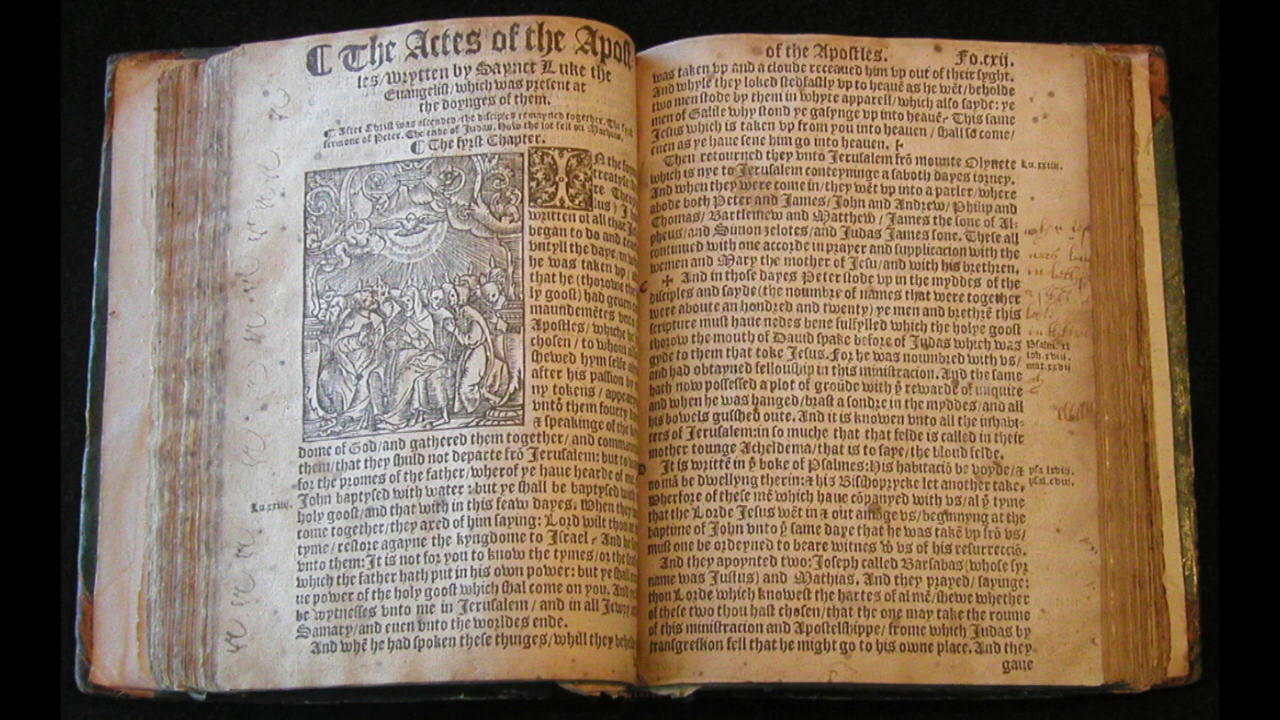 ¶ The Actes of the Apost
les, wrytten by Saynct Luke the
Euangelist, which was present at
the doynges of them.
¶ After Christ was ascended / the disciples remayned together. The
sermone of Peter. The ende of Judas. How the lot fell on Mathias.
¶ The fyrst Chapter.
IN the
treatyse
re
lus) I
written of all that
began to do and
vntyll the daye /
he was taken vp /
that he (thorowe the
ly goost) had geuen
maundemētes
Apostles / whiche
chosen / to whom
shewed hym selfe
after his passion by
ny tokens /
vntō them fourty
& speakinge of the
dome of God / and gathered them together / and
them / that they shuld not departe frō Jerusalem: but to
for the promes of the father / wherof ye haue hearde of
John baptysed with water: but ye shall be baptysed
Lu.xxiiij.
holy goost / and that with in this feaw dayes. When they
come together / they axed of him saying: Lord wilt thou
tyme / restore agayne the kyngdome to Israel? And he
vnto them: It is not for you to know the tymes / or the
which the father hath put in his own power: but ye shall
ue power of the holy goost which shal come on you. And
be wytnesses vnto me in Jerusalem / and in all Jewry
Samary / and euen vnto the worldes ende.
And whē he had spoken these thynges / whill they
of the Apostles.
Fo.cxij.
was taken vp and a cloude receaued him vp out of their syght.
And whyle they loked stedfastly vp to heauē as he wēt / beholde
two men stode by them in whyte apparell / which also sayde: ye
men of Galile why stond ye gasynge vp into heauē? This same
Jesus which is taken vp from you into heauen / shall so come /
euen as ye haue sene him go into heauen.
Then retourned they vnto Jerusalem frō mounte Olynete
Lu.xxiiii.
which is nye to Jerusalem conteyninge a saboth dayes iorney.
And when they were come in / they wēt vp into a parler / where
abode both Peter and James / John and Andrew / Philip and
Thomas / Bartlemew and Matthew / James the sone of Al-
pheus / and Simon zelotes / and Judas James sone. These all
continued with one accorde in prayer and supplicacion with the
wemen and Mary the mother of Jesu / and with his brethren.
✠ And in those dayes Peter stode vp in the myddes of the
disciples and sayde (the noumbre of names that were together
were aboute an hondred and twenty) ye men and brethrē this
scripture must haue nedes bene fulfylled which the holye goost
thorow the mouth of Dauid spake before of Judas which was
Psalm. xl
gyde to them that toke Jesus. For he was noumbred with vs /
ioh.xviii.
mat.xxvij
and had obtayned fellouship in this ministracion. And the same
hath now possessed a plot of groūde with yͤ rewarde of iniquite
and when he was hanged / brast a sondre in the myddes / and all
his bowels gusshed oute. And it is knowen vnto all the inhabi-
ters of Jerusalem: in so muche that that felde is called in their
mother tounge Acheldema / that is to saye / the bloud felde.
It is writtē in yͤ boke of Psalmes: His habitaciō be voyde / &
psa.lxviii.
no mā be dwellyng therin: & his Bisshoprycke let another take.
psal.cviii.
Wherfore of these mē which haue cōpanyed with vs / al yͤ tyme
that the Lorde Jesus wēt in & out amōge vs / begynnyng at the
baptime of John vnto yͤ same daye that he was takē vp frō vs /
must one be ordeyned to beare witnes wͭ vs of his resurrecciō.
And they apoynted two: Joseph called Barsabas (whose syr
name was Justus) and Mathias. And they prayed / sayinge:
thou Lorde which knowest the hartes of al mē / shewe whether
of these two thou hast chosen / that the one may take the roume
of this ministracion and Apostelshippe / frome which Judas by
transgression fell that he might go to his owne place. And they
gaue